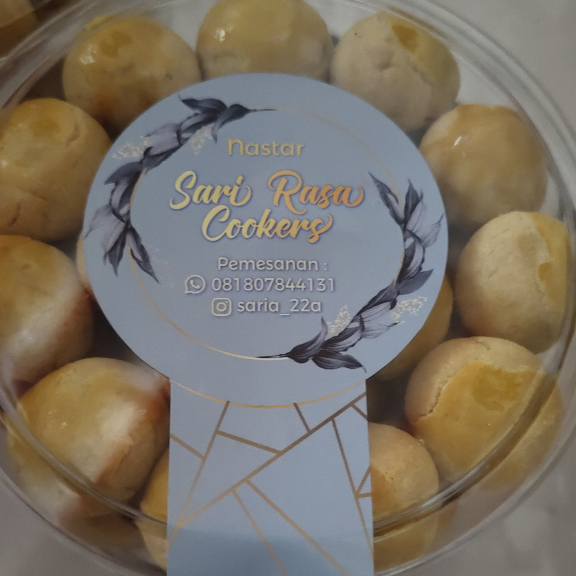 nastar
Sari Rasa
Cookers
Pemesanan :
081807844131
saria_22a